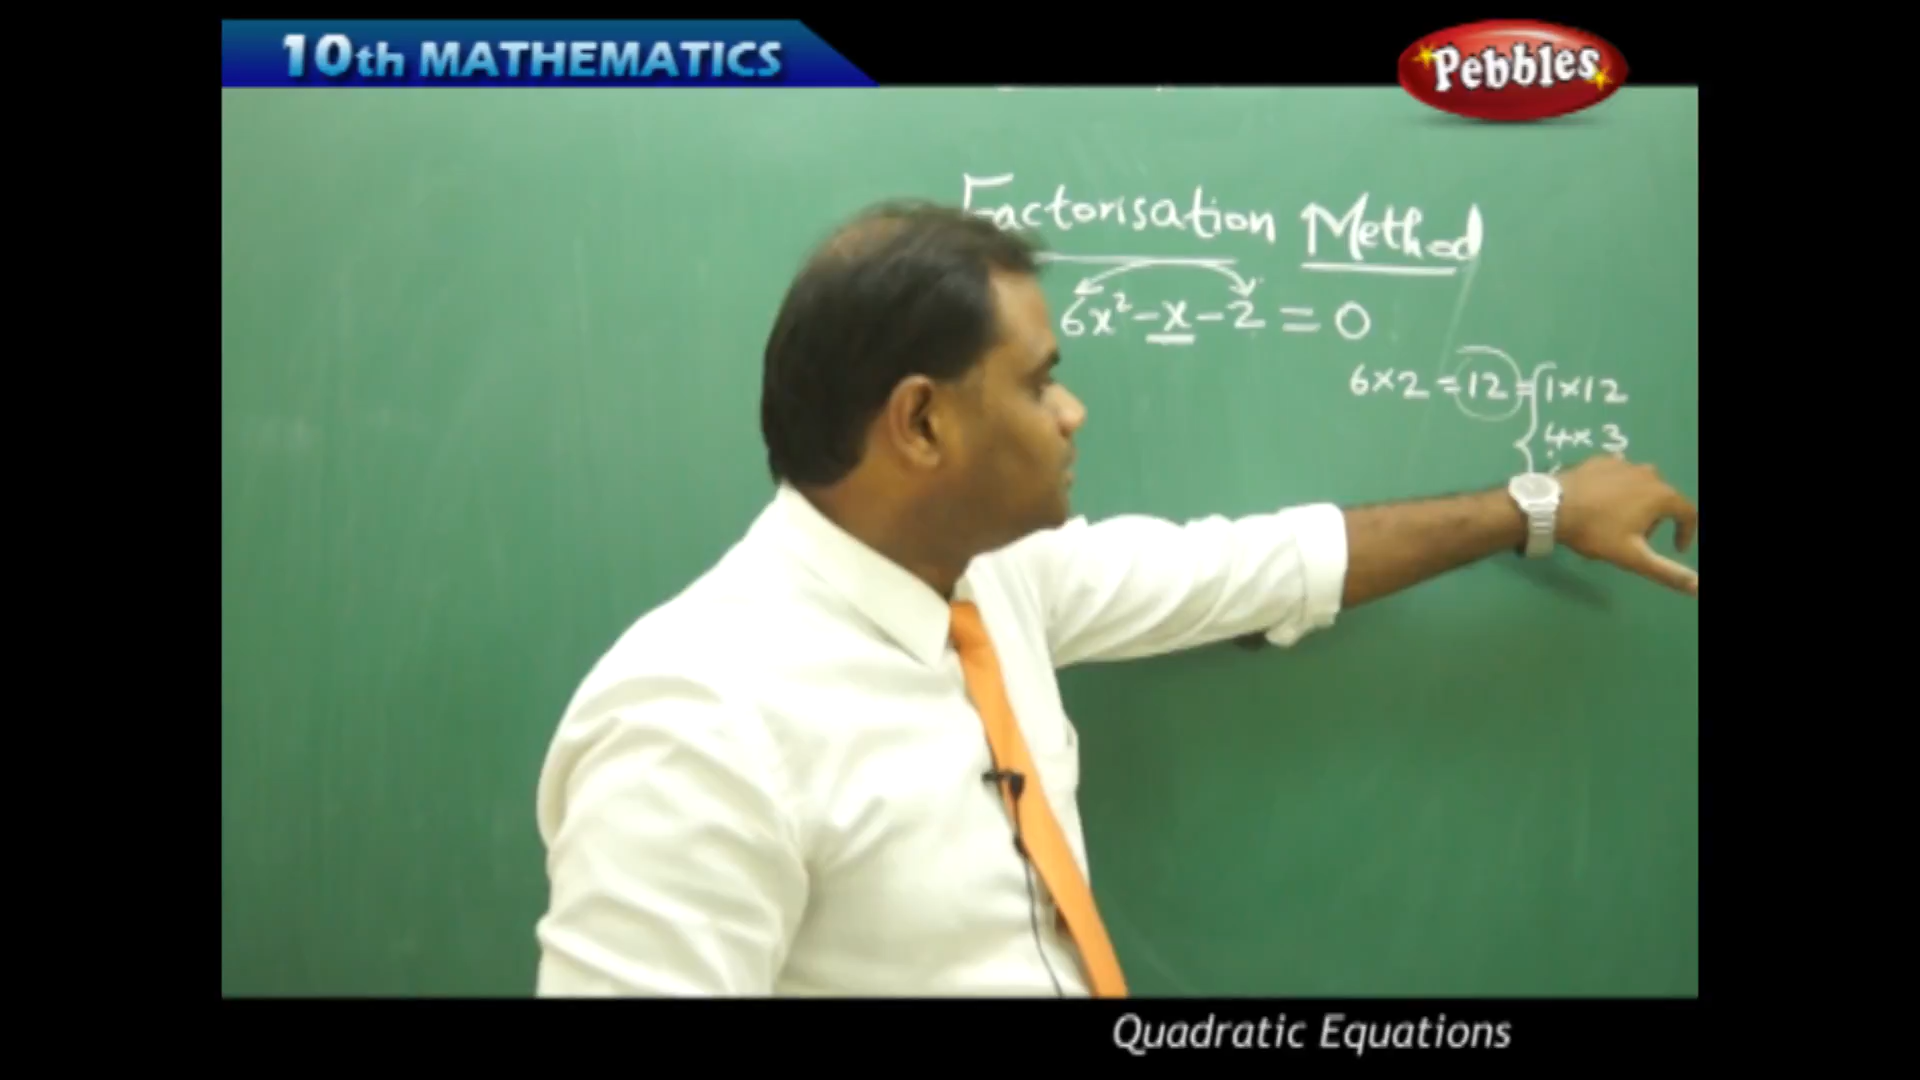 10th MATHEMATICS
Pebbles
Factorisation Method
6x² - x - 2 = 0
6 x 2 = 12 = { 1 x 12
4 x 3
Quadratic Equations